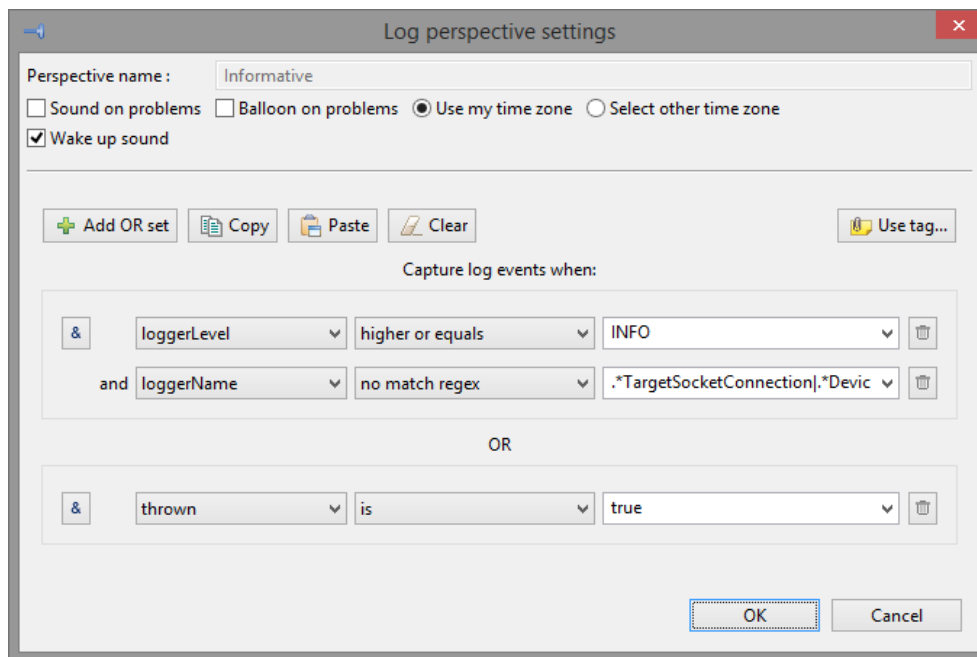 Log perspective settings
Perspective name : Informative
Sound on problems Balloon on problems Use my time zone Select other time zone
Wake up sound
Add OR set Copy Paste Clear Use tag...
Capture log events when:
& loggerLevel higher or equals INFO
and loggerName no match regex .*TargetSocketConnection|.*Devic
OR
& thrown is true
OK Cancel